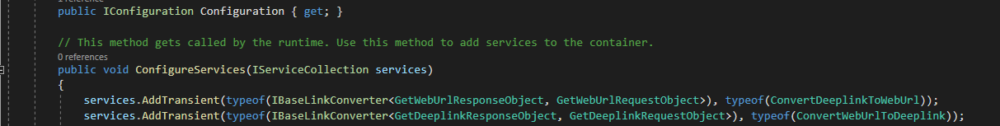 1 reference
public IConfiguration Configuration { get; }
// This method gets called by the runtime. Use this method to add services to the container.
0 references
public void ConfigureServices(IServiceCollection services)
{
services.AddTransient(typeof(IBaseLinkConverter<GetWebUrlResponseObject, GetWebUrlRequestObject>), typeof(ConvertDeeplinkToWebUrl));
services.AddTransient(typeof(IBaseLinkConverter<GetDeeplinkResponseObject, GetDeeplinkRequestObject>), typeof(ConvertWebUrlToDeeplink));